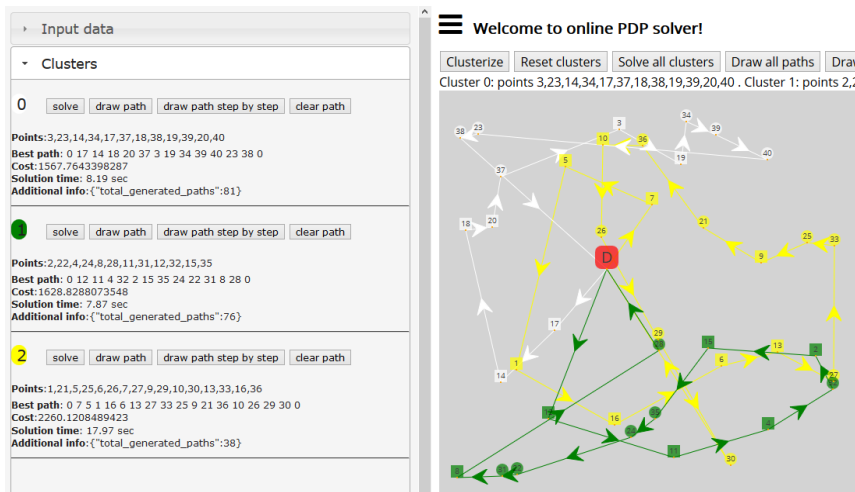 Input data
Clusters
0 solve draw path draw path step by step clear path
Points:3,23,14,34,17,37,18,38,19,39,20,40
Best path: 0 17 14 18 20 37 3 19 34 39 40 23 38 0
Cost:1567.7643398287
Solution time: 8.19 sec
Additional info:{"total_generated_paths":81}
1 solve draw path draw path step by step clear path
Points:2,22,4,24,8,28,11,31,12,32,15,35
Best path: 0 12 11 4 32 2 15 35 24 22 31 8 28 0
Cost:1628.8288073548
Solution time: 7.87 sec
Additional info:{"total_generated_paths":76}
2 solve draw path draw path step by step clear path
Points:1,21,5,25,6,26,7,27,9,29,10,30,13,33,16,36
Best path: 0 7 5 1 16 6 13 27 33 25 9 21 36 10 26 29 30 0
Cost:2260.1208489423
Solution time: 17.97 sec
Additional info:{"total_generated_paths":38}
Welcome to online PDP solver!
Clusterize Reset clusters Solve all clusters Draw all paths Draw
Cluster 0: points 3,23,14,34,17,37,18,38,19,39,20,40 . Cluster 1: points 2,2
34
3
38 23
39
10 36
40
5
19
37
7
18 20
21
26
25 33
9
D
17
29
15
13
2
1
6
27
14
16
4
11
30
8